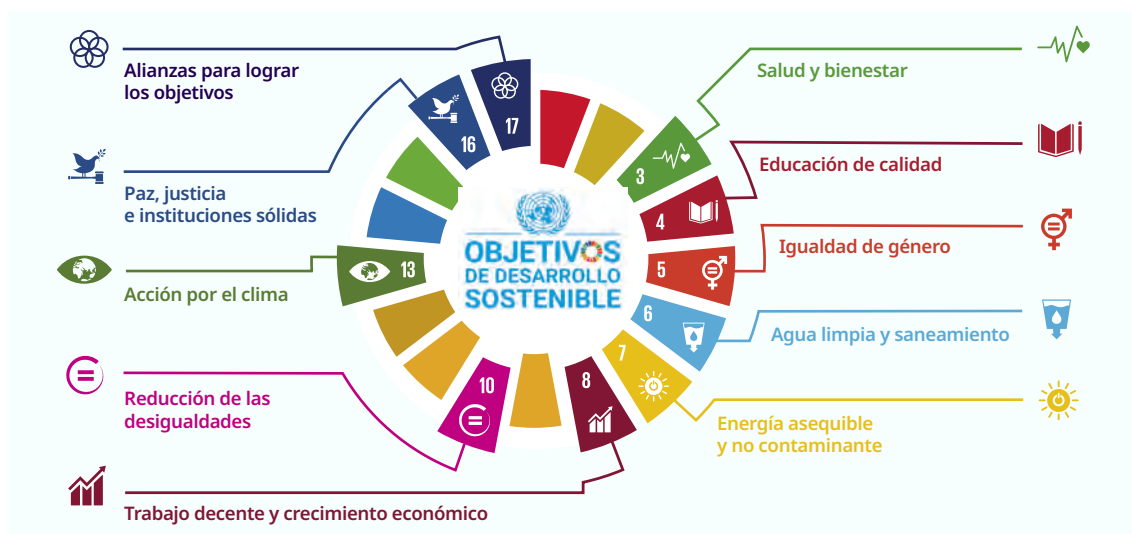 Alianzas para lograr
los objetivos
Paz, justicia
e instituciones sólidas
Acción por el clima
Reducción de las
desigualdades
Trabajo decente y crecimiento económico
17
16
13
10
8
7
6
5
4
3
OBJETIVOS
DE DESARROLLO
SOSTENIBLE
Salud y bienestar
Educación de calidad
Igualdad de género
Agua limpia y saneamiento
Energía asequible
y no contaminante